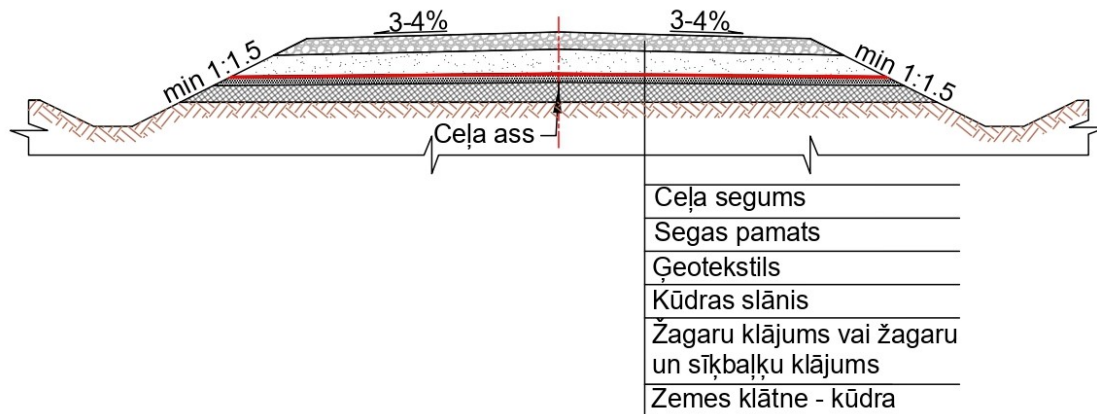 3-4%
3-4%
min 1:1.5
min 1:1.5
Ceļa ass
Ceļa segums
Segas pamats
Ģeotekstils
Kūdras slānis
Žagaru klājums vai žagaru
un sīkbaļķu klājums
Zemes klātne - kūdra